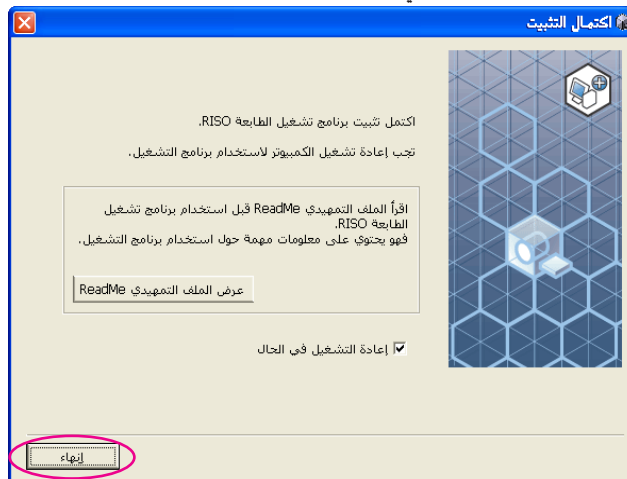 اكتمال التثبيت
اكتمل تثبيت برنامج تشغيل الطابعة RISO.
تجب إعادة تشغيل الكمبيوتر لاستخدام برنامج التشغيل.
اقرأ الملف التمهيدي ReadMe قبل استخدام برنامج تشغيل
الطابعة RISO.
فهو يحتوي على معلومات مهمة حول استخدام برنامج التشغيل.
عرض الملف التمهيدي ReadMe
إعادة التشغيل في الحال
إنهاء